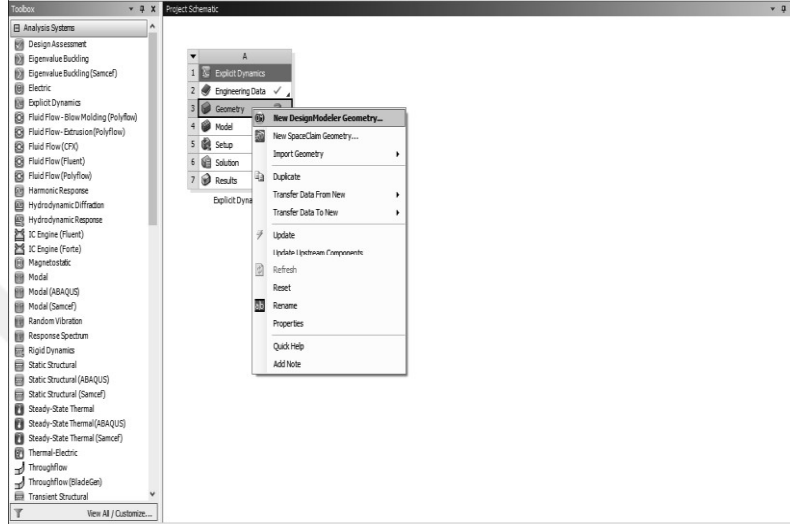 Toolbox
Project Schematic
Analysis Systems
Design Assessment
Eigenvalue Buckling
Eigenvalue Buckling (Samcef)
Electric
Explicit Dynamics
Fluid Flow - Blow Molding (Polyflow)
Fluid Flow - Extrusion (Polyflow)
Fluid Flow (CFX)
Fluid Flow (Fluent)
Fluid Flow (Polyflow)
Harmonic Response
Hydrodynamic Diffraction
Hydrodynamic Response
IC Engine (Fluent)
IC Engine (Forte)
Magnetostatic
Modal
Modal (ABAQUS)
Modal (Samcef)
Random Vibration
Response Spectrum
Rigid Dynamics
Static Structural
Static Structural (ABAQUS)
Static Structural (Samcef)
Steady-State Thermal
Steady-State Thermal (ABAQUS)
Steady-State Thermal (Samcef)
Thermal-Electric
Throughflow
Throughflow (BladeGen)
Transient Structural
View All / Customize...
A
1 Explicit Dynamics
2 Engineering Data
3 Geometry
4 Model
5 Setup
6 Solution
7 Results
Explicit Dyna
New DesignModeler Geometry...
New SpaceClaim Geometry...
Import Geometry
Duplicate
Transfer Data From New
Transfer Data To New
Update
Update Upstream Components
Refresh
Reset
ab Rename
Properties
Quick Help
Add Note